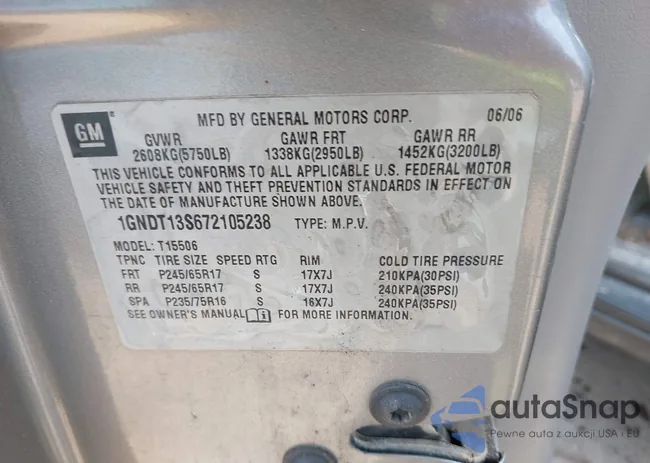 GM
MFD BY GENERAL MOTORS CORP. 06/06
GVWR GAWR FRT GAWR RR
2608KG(5750LB) 1338KG(2950LB) 1452KG(3200LB)
THIS VEHICLE CONFORMS TO ALL APPLICABLE U.S. FEDERAL MOTOR
VEHICLE SAFETY AND THEFT PREVENTION STANDARDS IN EFFECT ON
THE DATE OF MANUFACTURE SHOWN ABOVE.
1GNDT13S672105238 TYPE: M.P.V.
MODEL: T15506
TPNC TIRE SIZE SPEED RTG RIM COLD TIRE PRESSURE
FRT P245/65R17 S 17X7J 210KPA(30PSI)
RR P245/65R17 S 17X7J 240KPA(35PSI)
SPA P235/75R16 S 16X7J 240KPA(35PSI)
SEE OWNER'S MANUAL FOR MORE INFORMATION.
autaSnap
Pewne auta z aukcji USA i EU